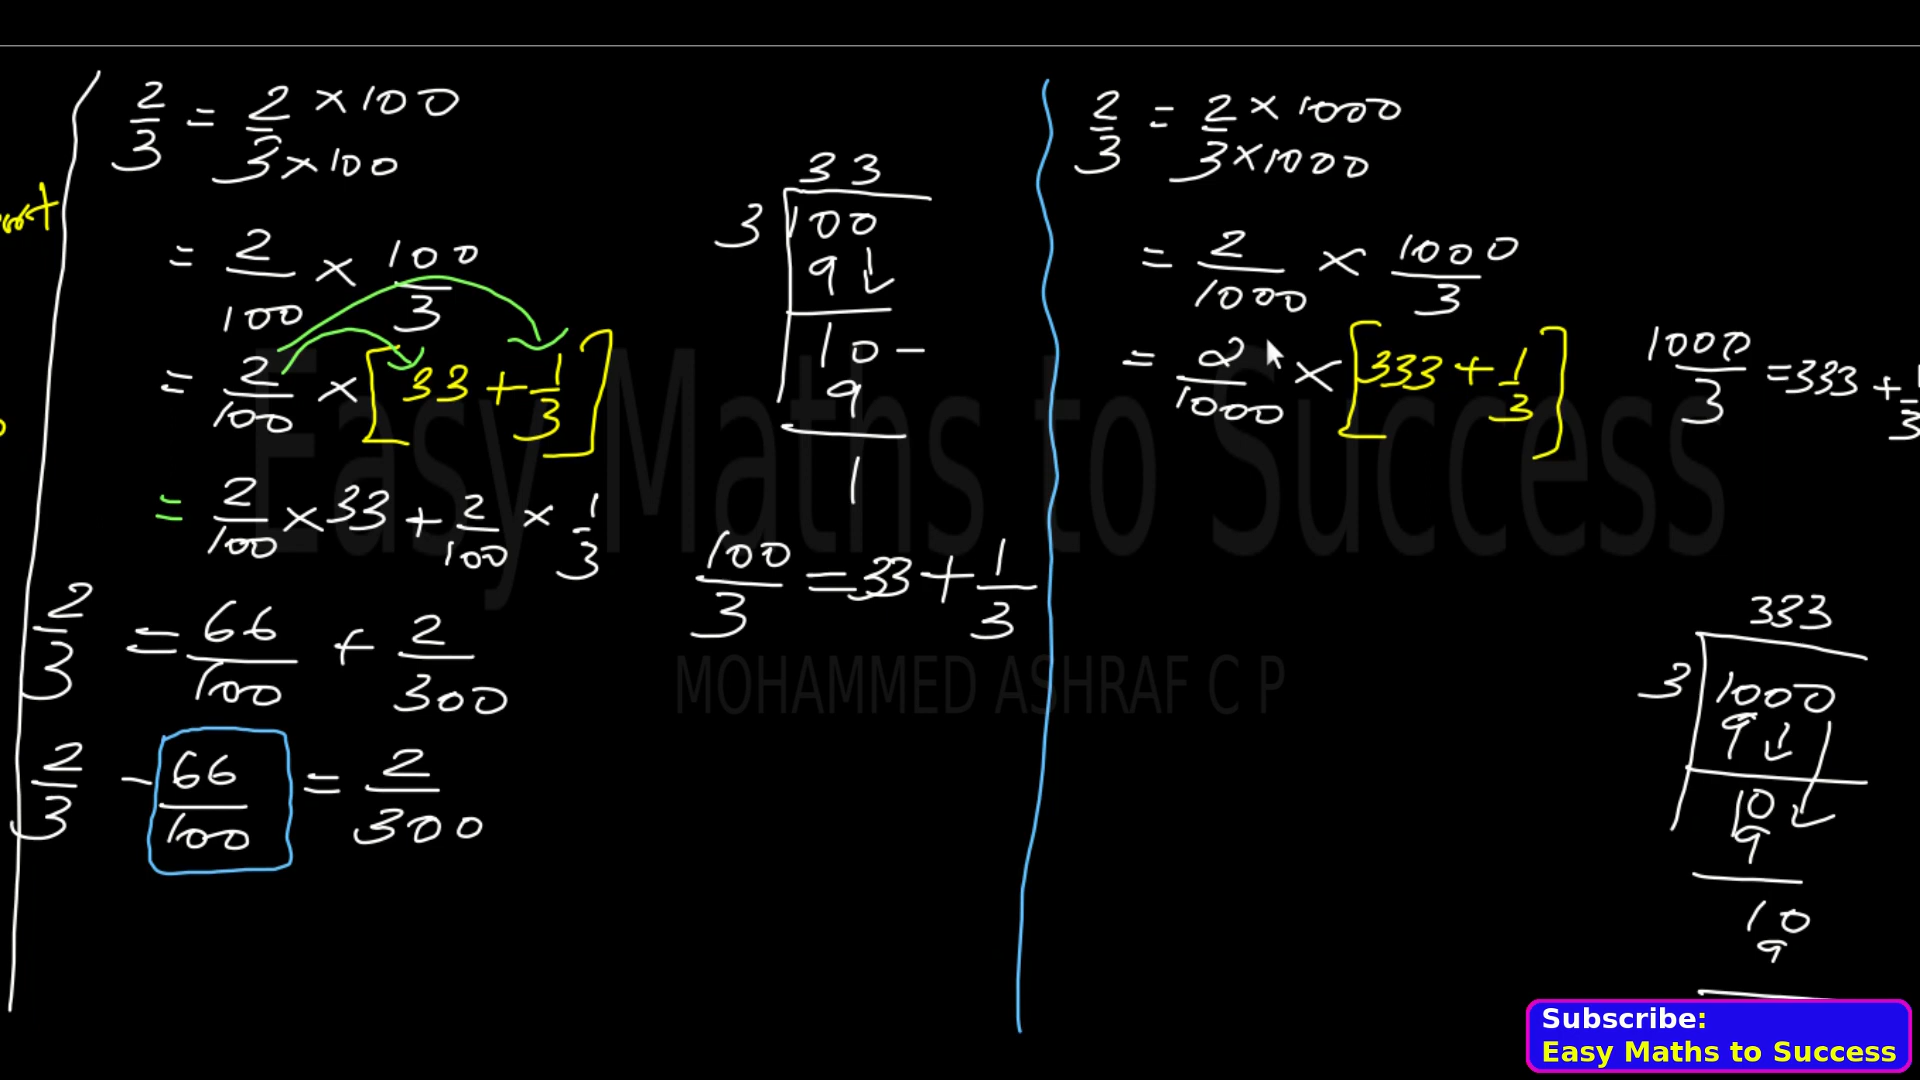 2/3 = 2 × 100 / 3 × 100
= 2/100 × 100/3
= 2/100 × [33 + 1/3]
= 2/100 × 33 + 2/100 × 1/3
2/3 = 66/100 + 2/300
2/3 - 66/100 = 2/300
33
3 100
9
10 -
9
1
100/3 = 33 + 1/3
2/3 = 2 × 1000 / 3 × 1000
= 2/1000 × 1000/3
= 2/1000 × [333 + 1/3]
1000/3 = 333 + 1/3
333
3 1000
9
10
9
10
9
Easy Maths to Success
MOHAMMED ASHRAF C P
Subscribe:
Easy Maths to Success